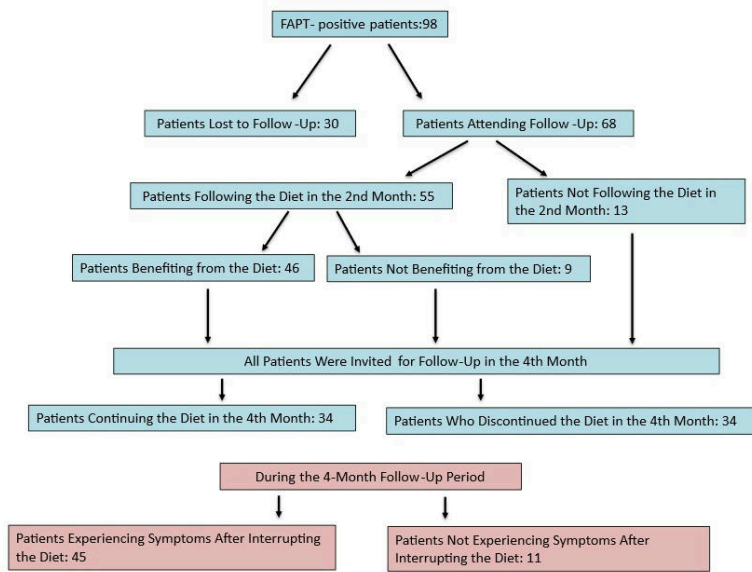 FAPT- positive patients:98
Patients Lost to Follow-Up: 30
Patients Attending Follow-Up: 68
Patients Following the Diet in the 2nd Month: 55
Patients Not Following the Diet in
the 2nd Month: 13
Patients Benefiting from the Diet: 46
Patients Not Benefiting from the Diet: 9
All Patients Were Invited for Follow-Up in the 4th Month
Patients Continuing the Diet in the 4th Month: 34
Patients Who Discontinued the Diet in the 4th Month: 34
During the 4-Month Follow-Up Period
Patients Experiencing Symptoms After Interrupting
the Diet: 45
Patients Not Experiencing Symptoms After
Interrupting the Diet: 11